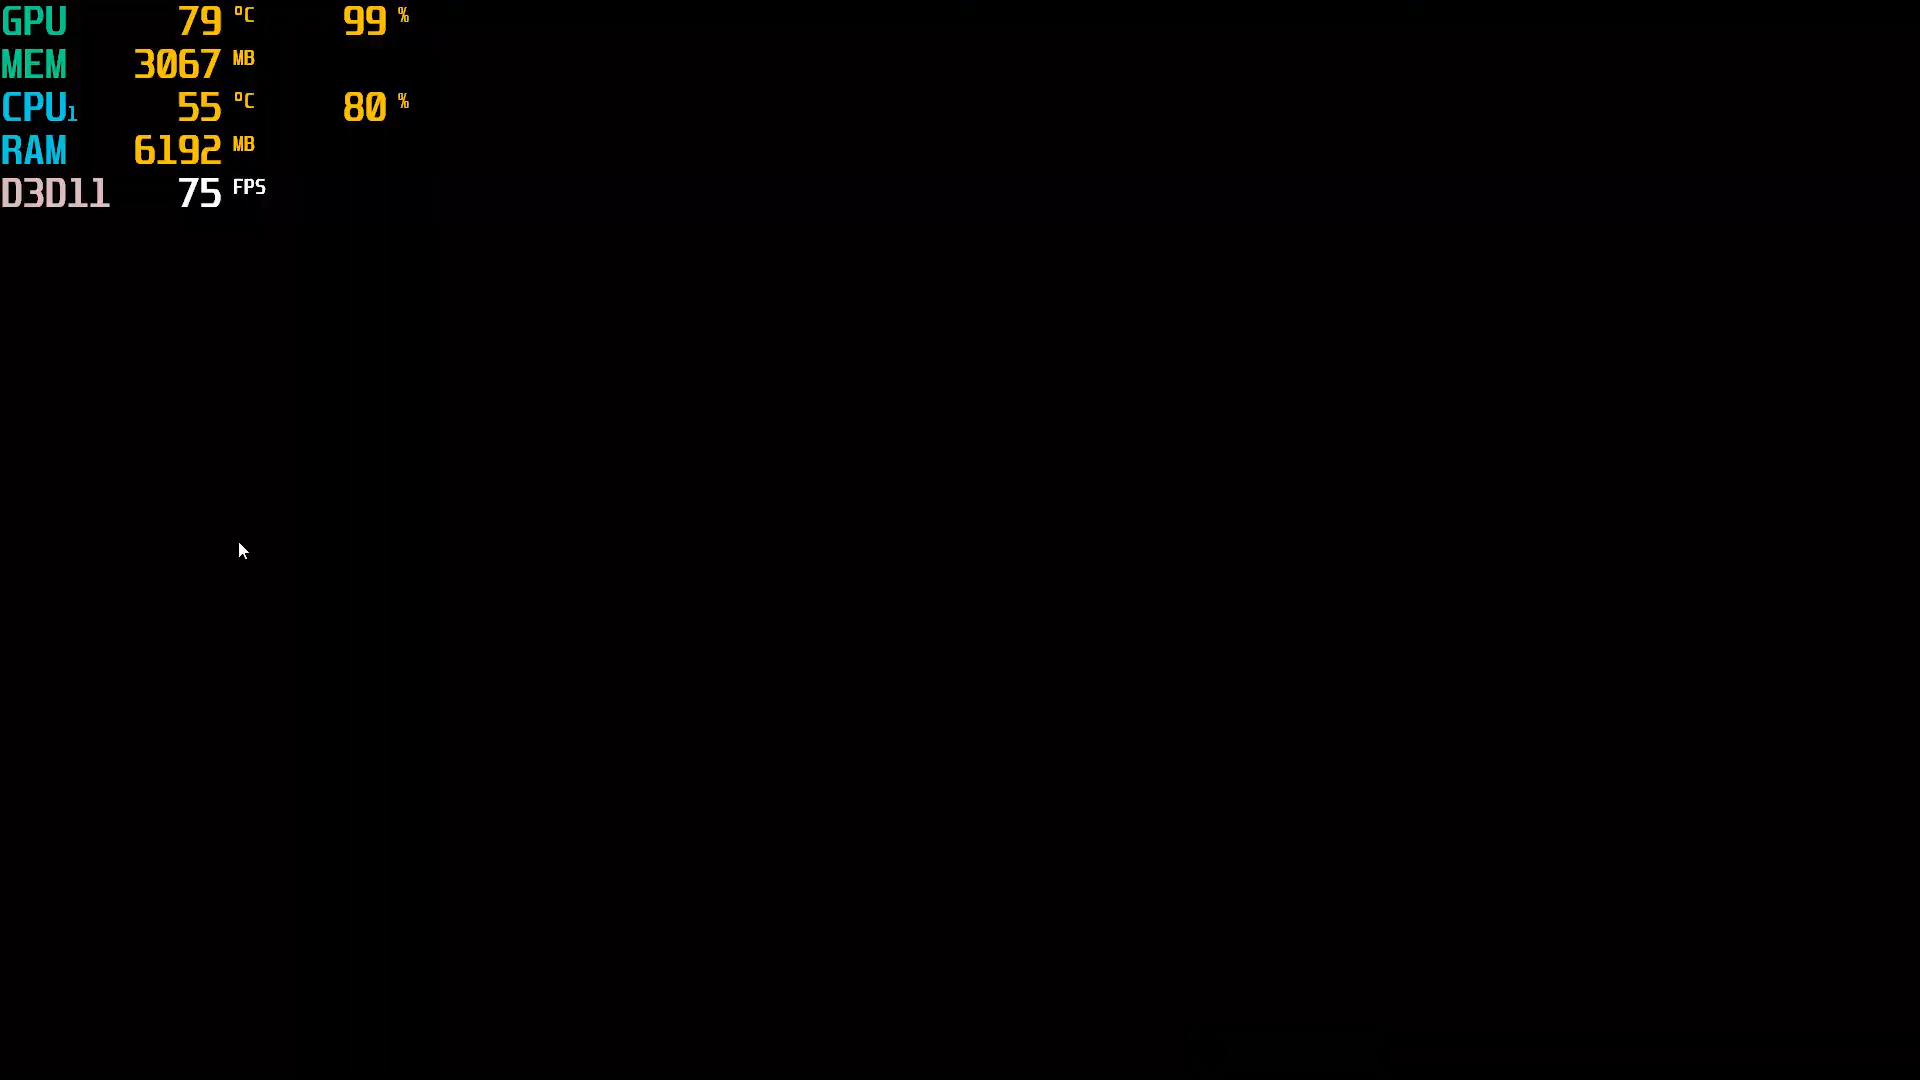 GPU 79 °C 99 %
MEM 3067 MB
CPU1 55 °C 80 %
RAM 6192 MB
D3D11 75 FPS